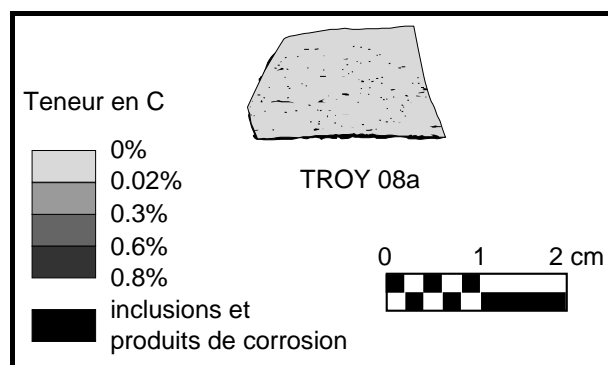 Teneur en C
0%
0.02%
0.3%
0.6%
0.8%
inclusions et
produits de corrosion
TROY 08a
0 1 2 cm